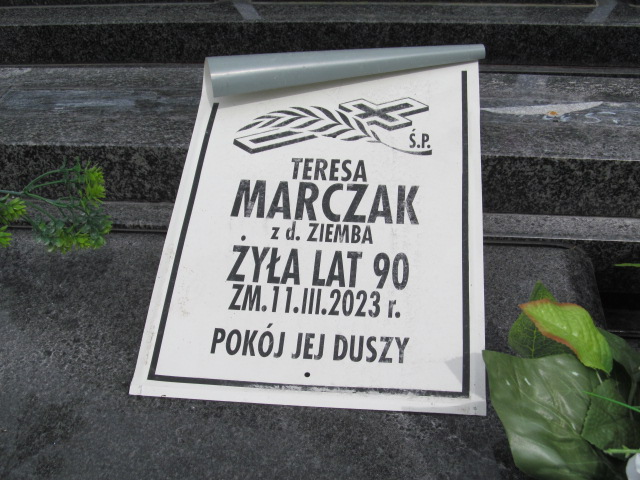 Ś.P.
TERESA
MARCZAK
z d. ZIEMBA
ŻYŁA LAT 90
ZM. 11.III.2023 r.
POKÓJ JEJ DUSZY